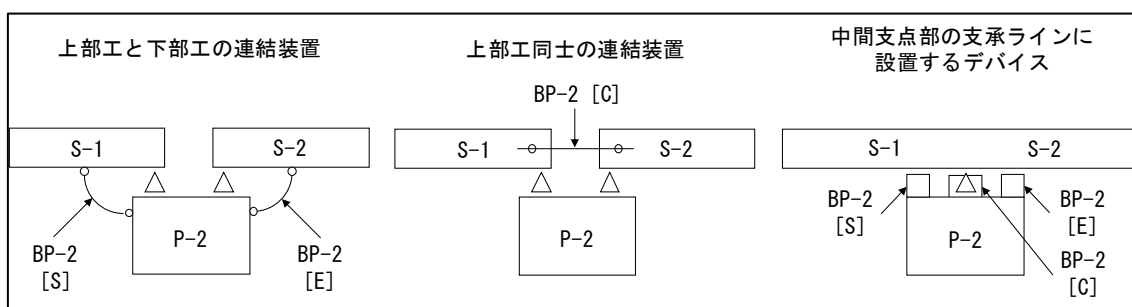 上部工と下部工の連結装置
S-1
S-2
P-2
BP-2
[S]
BP-2
[E]
上部工同士の連結装置
BP-2 [C]
S-1
S-2
P-2
中間支点部の支承ラインに
設置するデバイス
S-1
S-2
BP-2
[S]
P-2
BP-2
[E]
BP-2
[C]